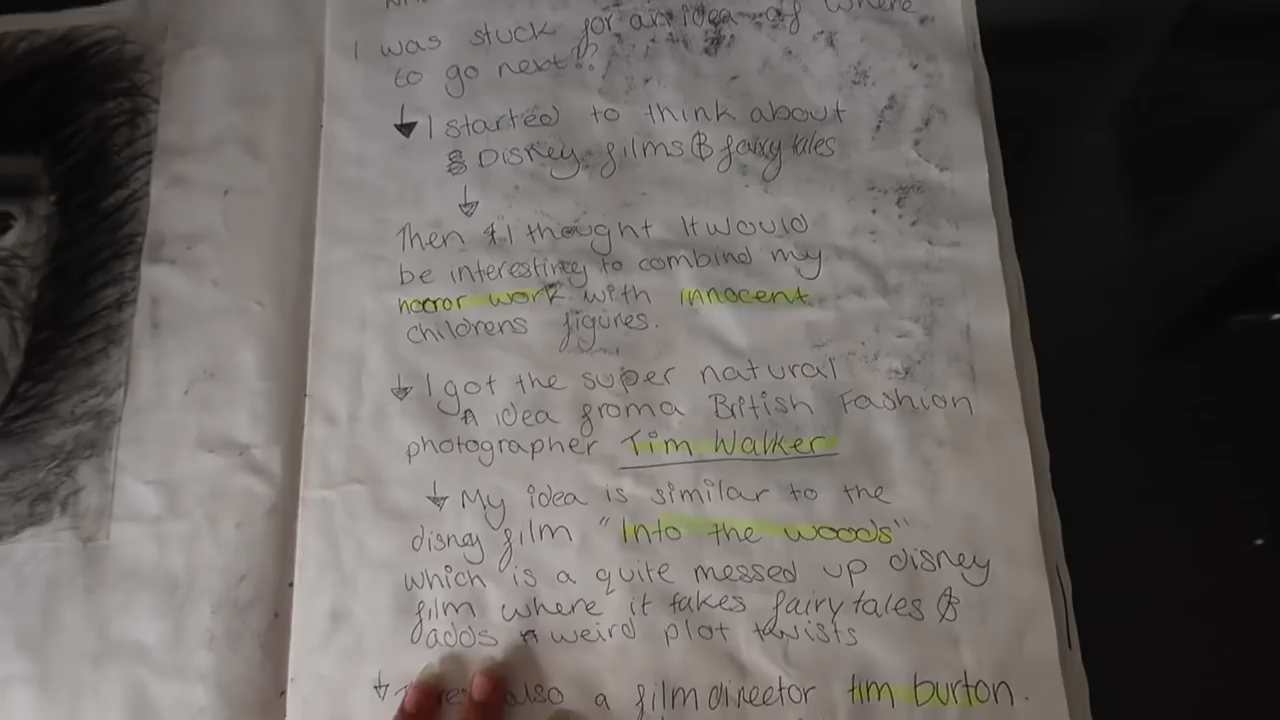 I was stuck for an idea of where
to go next!?
I started to think about
Disney films & fairy tales
Then I thought it would
be interesting to combind my
horror work with innocent
childrens figures.
I got the super natural
idea from a British Fashion
photographer Tim Walker
My idea is similar to the
disney film "Into the woods"
which is a quite messed up disney
film where it takes fairy tales &
adds weird plot twists
also a film director tim burton.